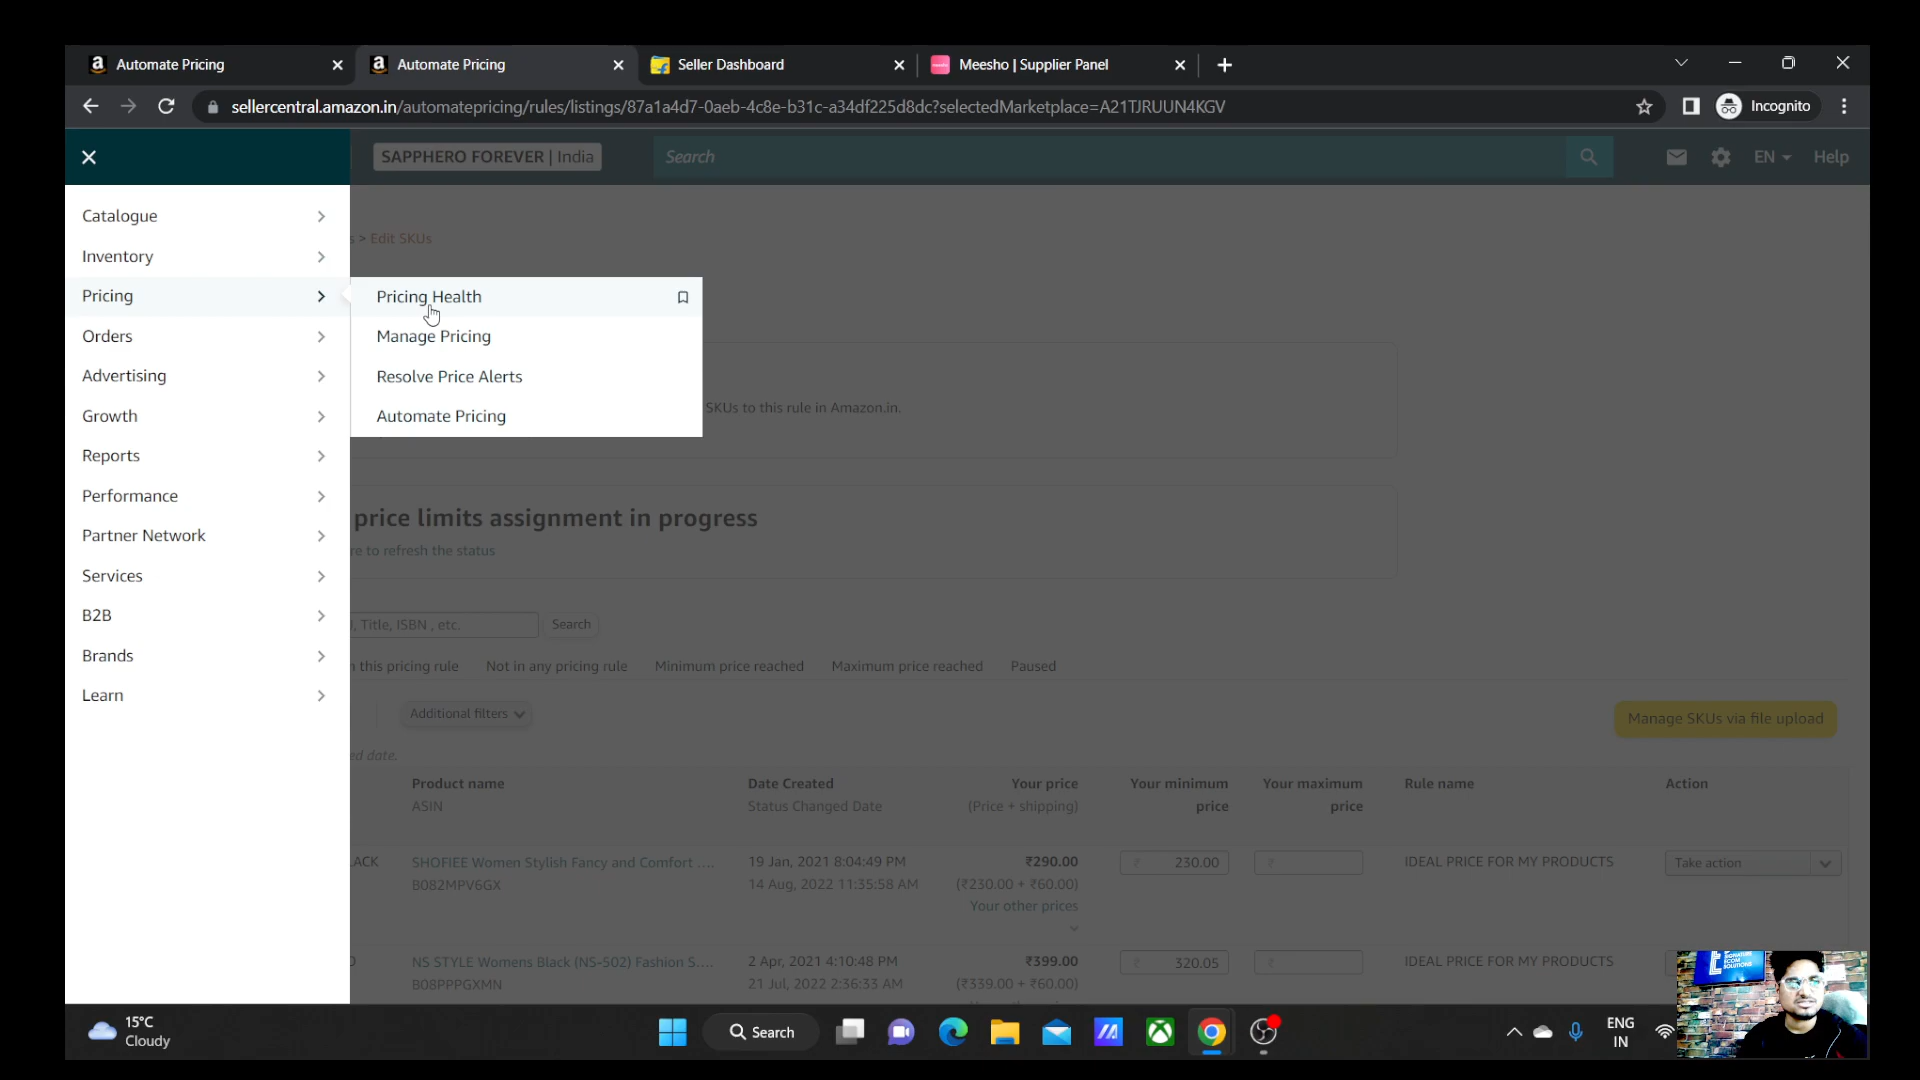 Automate Pricing
Automate Pricing
Seller Dashboard
Meesho | Supplier Panel
sellercentral.amazon.in/automatepricing/rules/listings/87a1a4d7-0aeb-4c8e-b31c-a34df225d8dc?selectedMarketplace=A21TJRUUN4KGV
Incognito
SAPPHERO FOREVER | India
Search
EN
Help
Catalogue
Inventory
Pricing
Orders
Advertising
Growth
Reports
Performance
Partner Network
Services
B2B
Brands
Learn
Pricing Health
Manage Pricing
Resolve Price Alerts
Automate Pricing
s > Edit SKUs
SKUs to this rule in Amazon.in.
price limits assignment in progress
re to refresh the status
, Title, ISBN , etc.
Search
this pricing rule
Not in any pricing rule
Minimum price reached
Maximum price reached
Paused
Additional filters
Manage SKUs via file upload
ed date.
Product name
ASIN
Date Created
Status Changed Date
Your price
(Price + shipping)
Your minimum
price
Your maximum
price
Rule name
Action
ACK
SHOFIEE Women Stylish Fancy and Comfort ....
B082MPV6GX
19 Jan, 2021 8:04:49 PM
14 Aug, 2022 11:35:58 AM
₹290.00
(₹230.00 + ₹60.00)
Your other prices
₹ 230.00
₹
IDEAL PRICE FOR MY PRODUCTS
Take action
NS STYLE Womens Black (NS-502) Fashion S....
B08PPPGXMN
2 Apr, 2021 4:10:48 PM
21 Jul, 2022 2:36:33 AM
₹399.00
(₹339.00 + ₹60.00)
₹ 320.05
₹
IDEAL PRICE FOR MY PRODUCTS
SIGNATURE
ECOM
SOLUTIONS
15°C
Cloudy
Search
ENG
IN